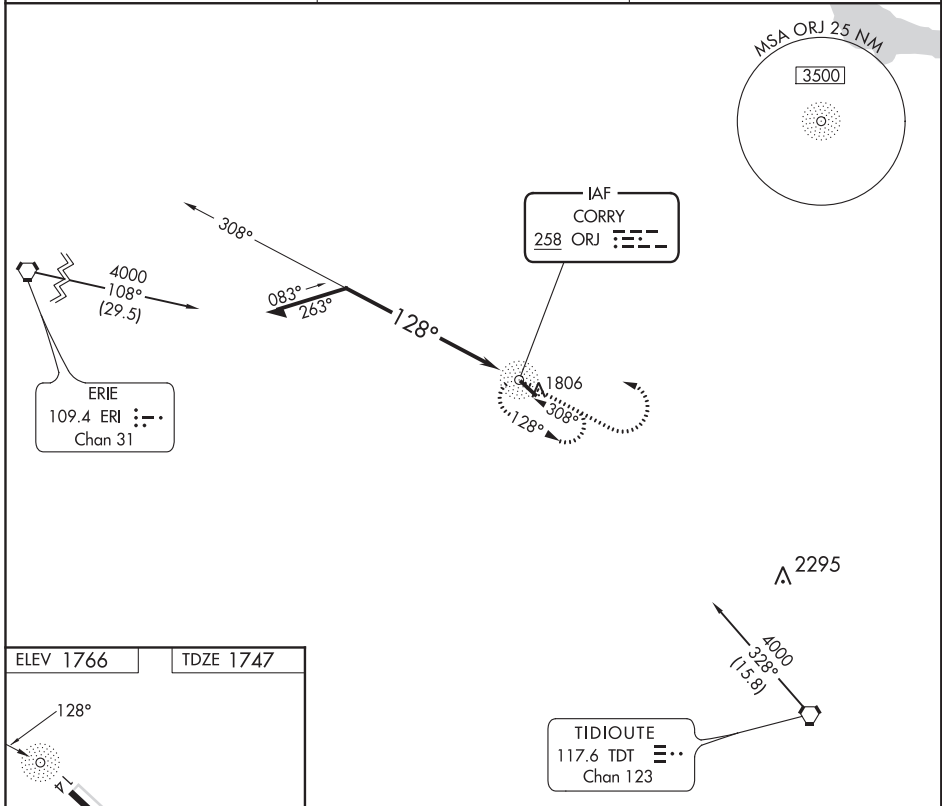 MSA ORJ 25 NM
3500
IAF
CORRY
258 ORJ
308°
4000
108°
(29.5)
083°
263°
128°
1806
308°
128°
ERIE
109.4 ERI
Chan 31
2295
4000
328°
(15.8)
TIDIOUTE
117.6 TDT
Chan 123
ELEV 1766
TDZE 1747
128°
14